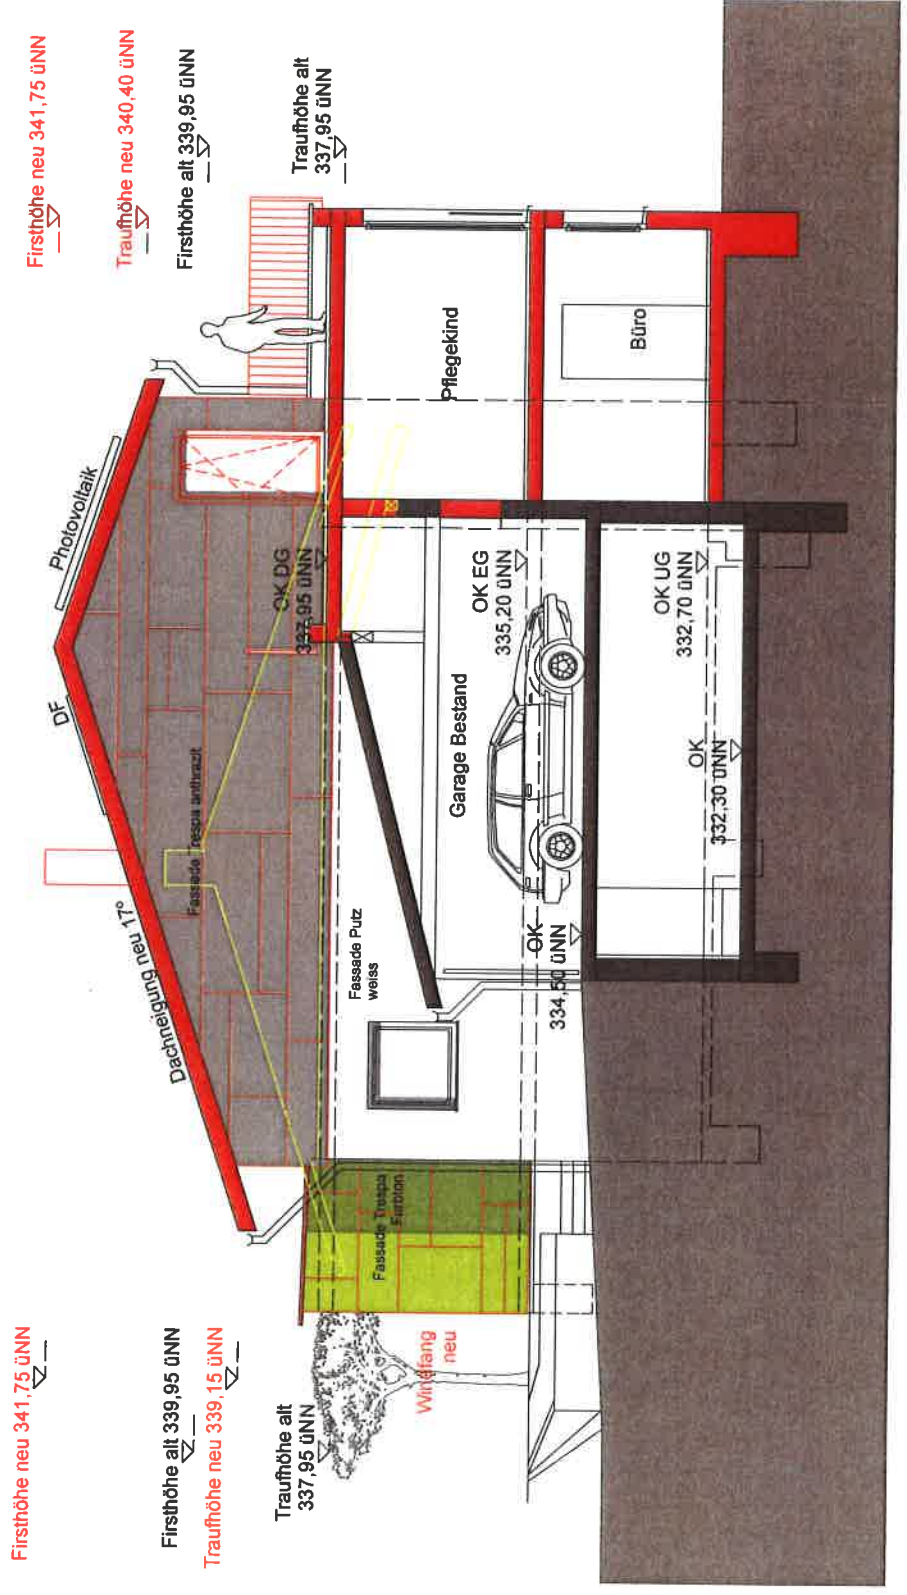 Firsthöhe neu 341,75 üNN
Firsthöhe alt 339,95 üNN
Traufhöhe neu 339,15 üNN
Traufhöhe alt
337,95 üNN
Firsthöhe neu 341,75 üNN
Traufhöhe neu 340,40 üNN
Firsthöhe alt 339,95 üNN
Traufhöhe alt
337,95 üNN
Dachneigung neu 17°
DF
Photovoltaik
Fassade Trespa anthrazit
OK DG
337,95 üNN
Fassade Putz
weiss
Fassade Trespa
Farbton
Windfang
neu
Garage Bestand
OK EG
335,20 üNN
OK
334,50 üNN
OK UG
332,70 üNN
OK
332,30 üNN
Pflegekind
Büro